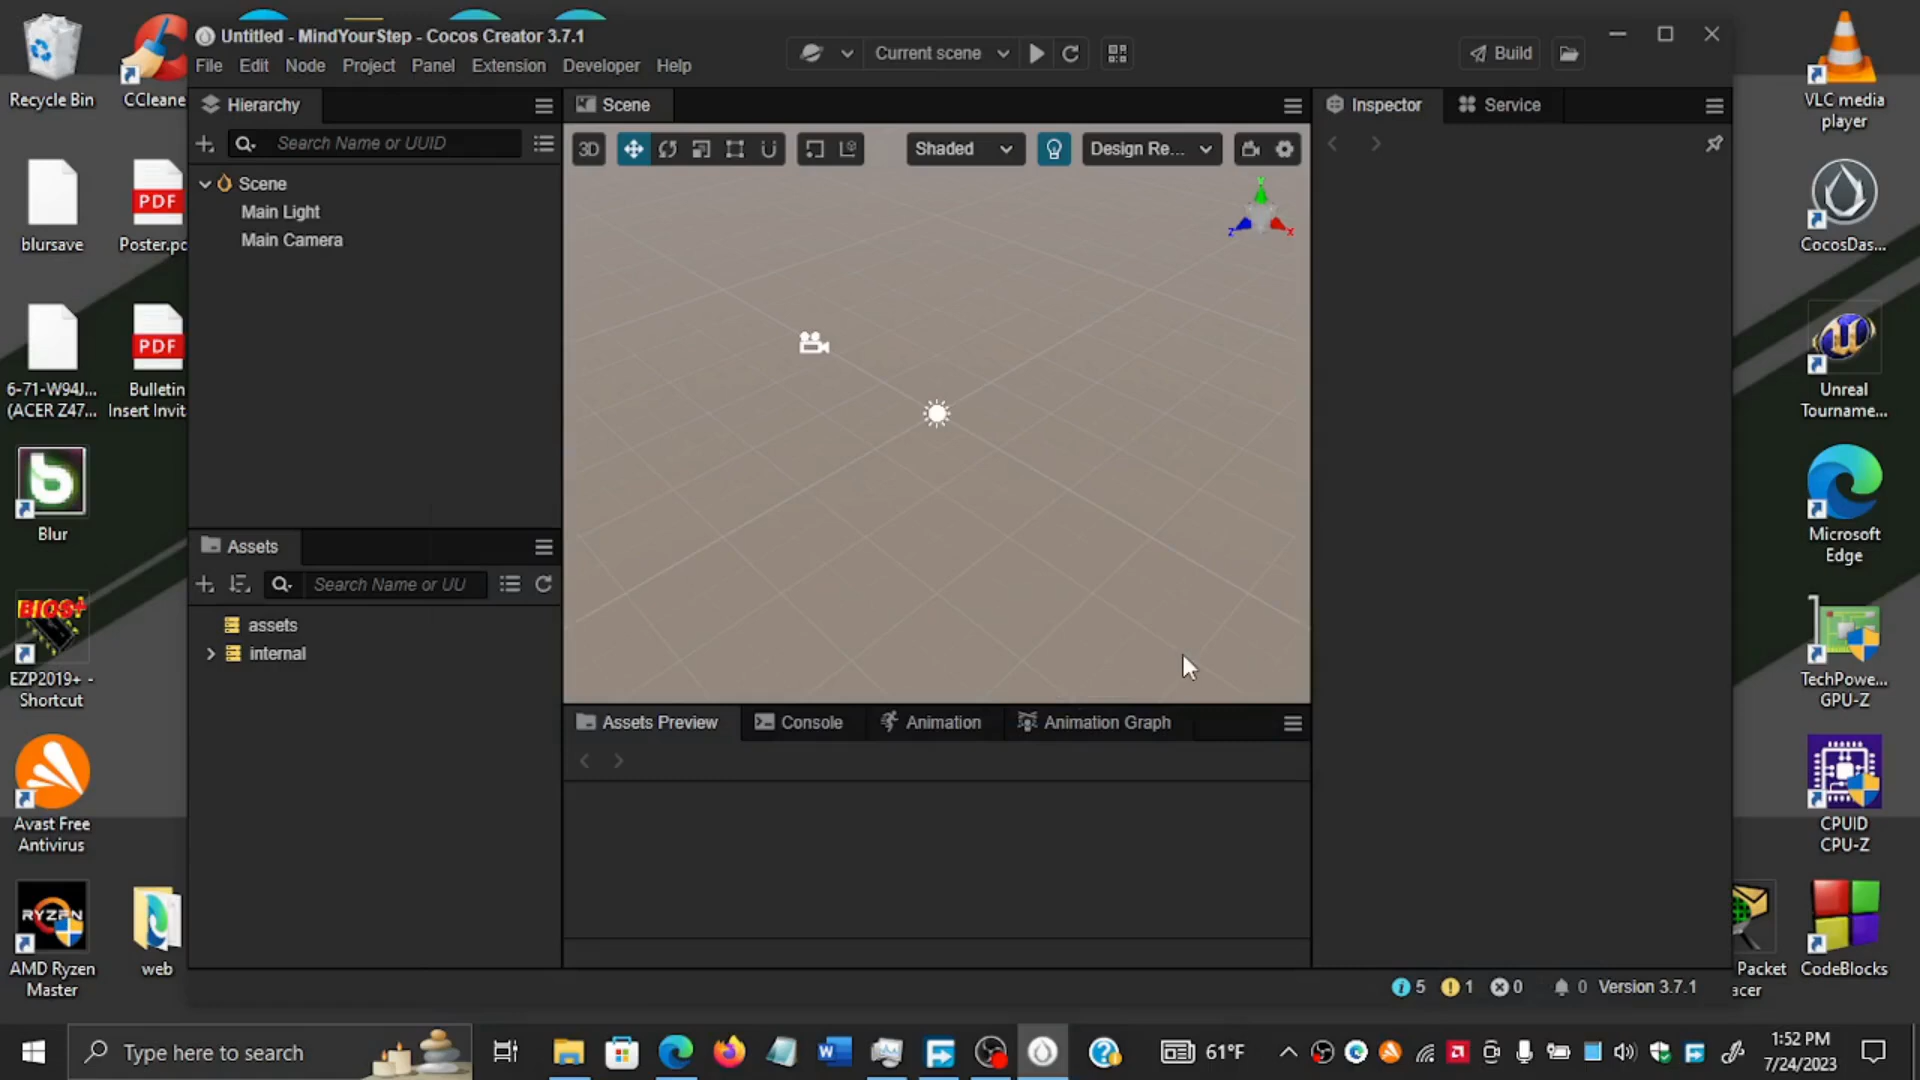 Untitled - MindYourStep - Cocos Creator 3.7.1
File Edit Node Project Panel Extension Developer Help
Current scene
Build
Hierarchy
Search Name or UUID
Scene
Main Light
Main Camera
Scene
3D
Shaded
Design Re...
Y
Z
X
Inspector
Service
Assets
Search Name or UU
assets
internal
Assets Preview
Console
Animation
Animation Graph
5
1
0
0
Version 3.7.1
Recycle Bin
CCleane
blursave
PDF
Poster.pc
6-71-W94J...
(ACER Z47...
PDF
Bulletin
Insert Invit
Blur
BIOS+
EZP2019+ -
Shortcut
Avast Free
Antivirus
RYZEN
AMD Ryzen
Master
web
VLC media
player
CocosDas...
Unreal
Tourname...
Microsoft
Edge
TechPowe...
GPU-Z
CPUID
CPU-Z
Packet
acer
CodeBlocks
Type here to search
61°F
1:52 PM
7/24/2023